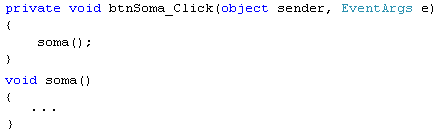 private void btnSoma_Click(object sender, EventArgs e)
{
    soma();
}
void soma()
{
    ...
}